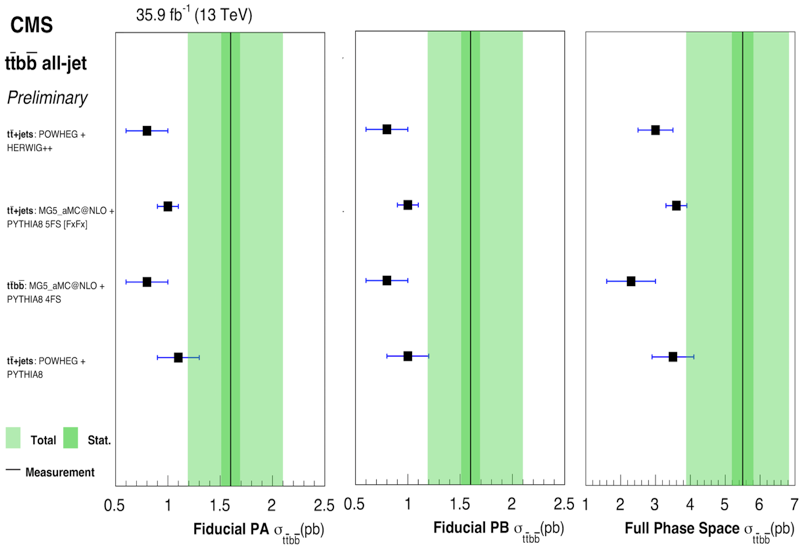 CMS
35.9 fb⁻¹ (13 TeV)
tt̄bb̄ all-jet
Preliminary
tt̄+jets: POWHEG +
HERWIG++
tt̄+jets: MG5_aMC@NLO +
PYTHIA8 5FS [FxFx]
tt̄bb̄: MG5_aMC@NLO +
PYTHIA8 4FS
tt̄+jets: POWHEG +
PYTHIA8
Total Stat.
Measurement
0.5 1 1.5 2 2.5
Fiducial PA σtt̄bb̄(pb)
0.5 1 1.5 2 2.5
Fiducial PB σtt̄bb̄(pb)
1 2 3 4 5 6 7
Full Phase Space σtt̄bb̄(pb)